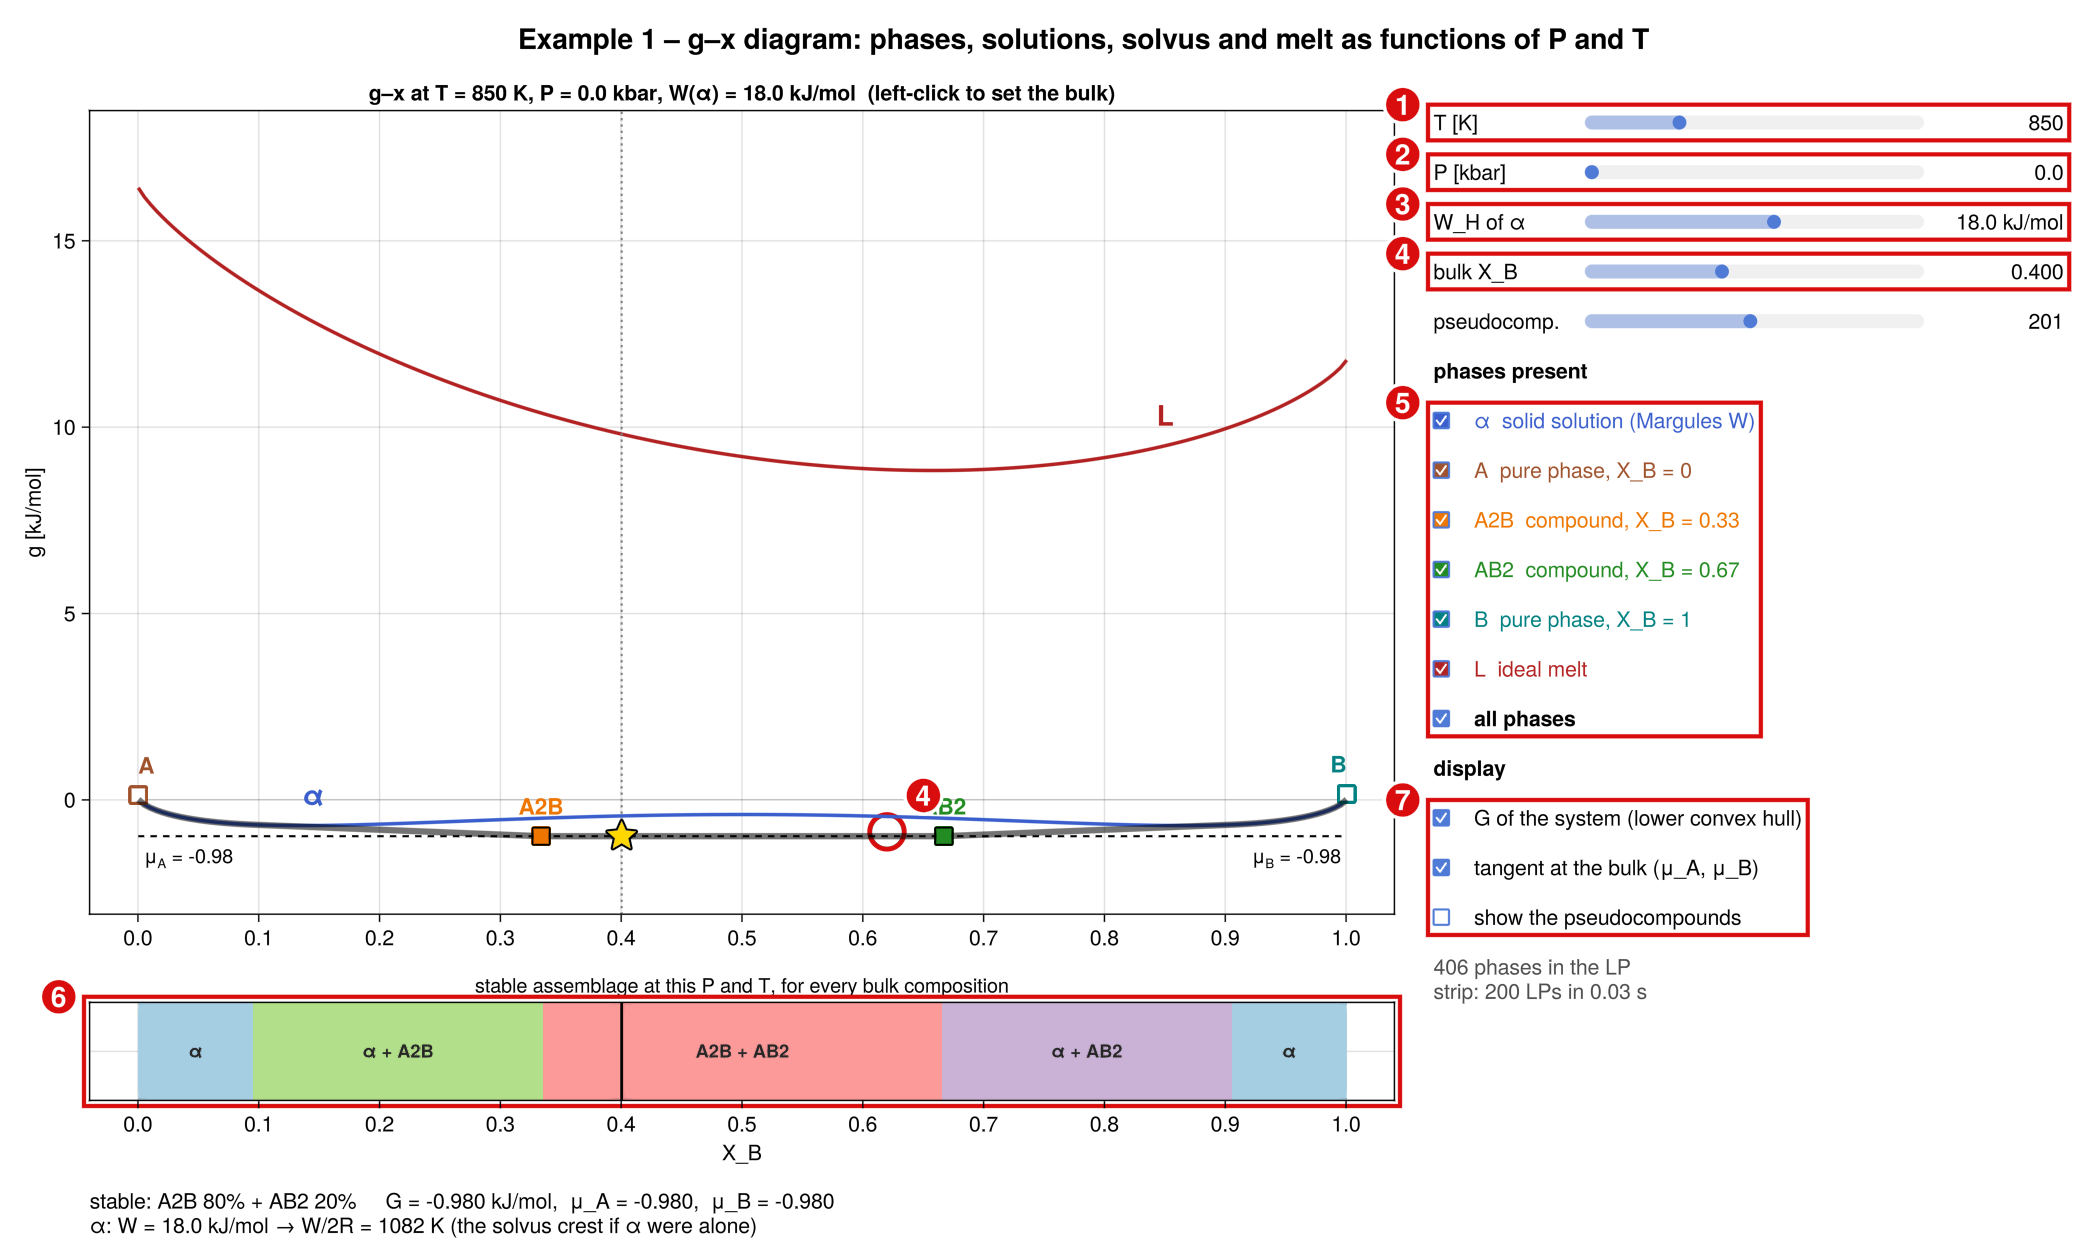 Example 1 – g–x diagram: phases, solutions, solvus and melt as functions of P and T
g–x at T = 850 K, P = 0.0 kbar, W(α) = 18.0 kJ/mol  (left-click to set the bulk)
g [kJ/mol]
15
10
5
0
L
A
α
A2B
4
B2
B
μA = -0.98
μB = -0.98
0.0 0.1 0.2 0.3 0.4 0.5 0.6 0.7 0.8 0.9 1.0
6
stable assemblage at this P and T, for every bulk composition
α
α + A2B
A2B + AB2
α + AB2
α
0.0 0.1 0.2 0.3 0.4 0.5 0.6 0.7 0.8 0.9 1.0
X_B
stable: A2B 80% + AB2 20%     G = -0.980 kJ/mol,  μ_A = -0.980,  μ_B = -0.980
α: W = 18.0 kJ/mol → W/2R = 1082 K (the solvus crest if α were alone)
1
T [K] 850
2
P [kbar] 0.0
3
W_H of α 18.0 kJ/mol
4
bulk X_B 0.400
pseudocomp. 201
phases present
5
α  solid solution (Margules W)
A  pure phase, X_B = 0
A2B  compound, X_B = 0.33
AB2  compound, X_B = 0.67
B  pure phase, X_B = 1
L  ideal melt
all phases
display
7
G of the system (lower convex hull)
tangent at the bulk (μ_A, μ_B)
show the pseudocompounds
406 phases in the LP
strip: 200 LPs in 0.03 s